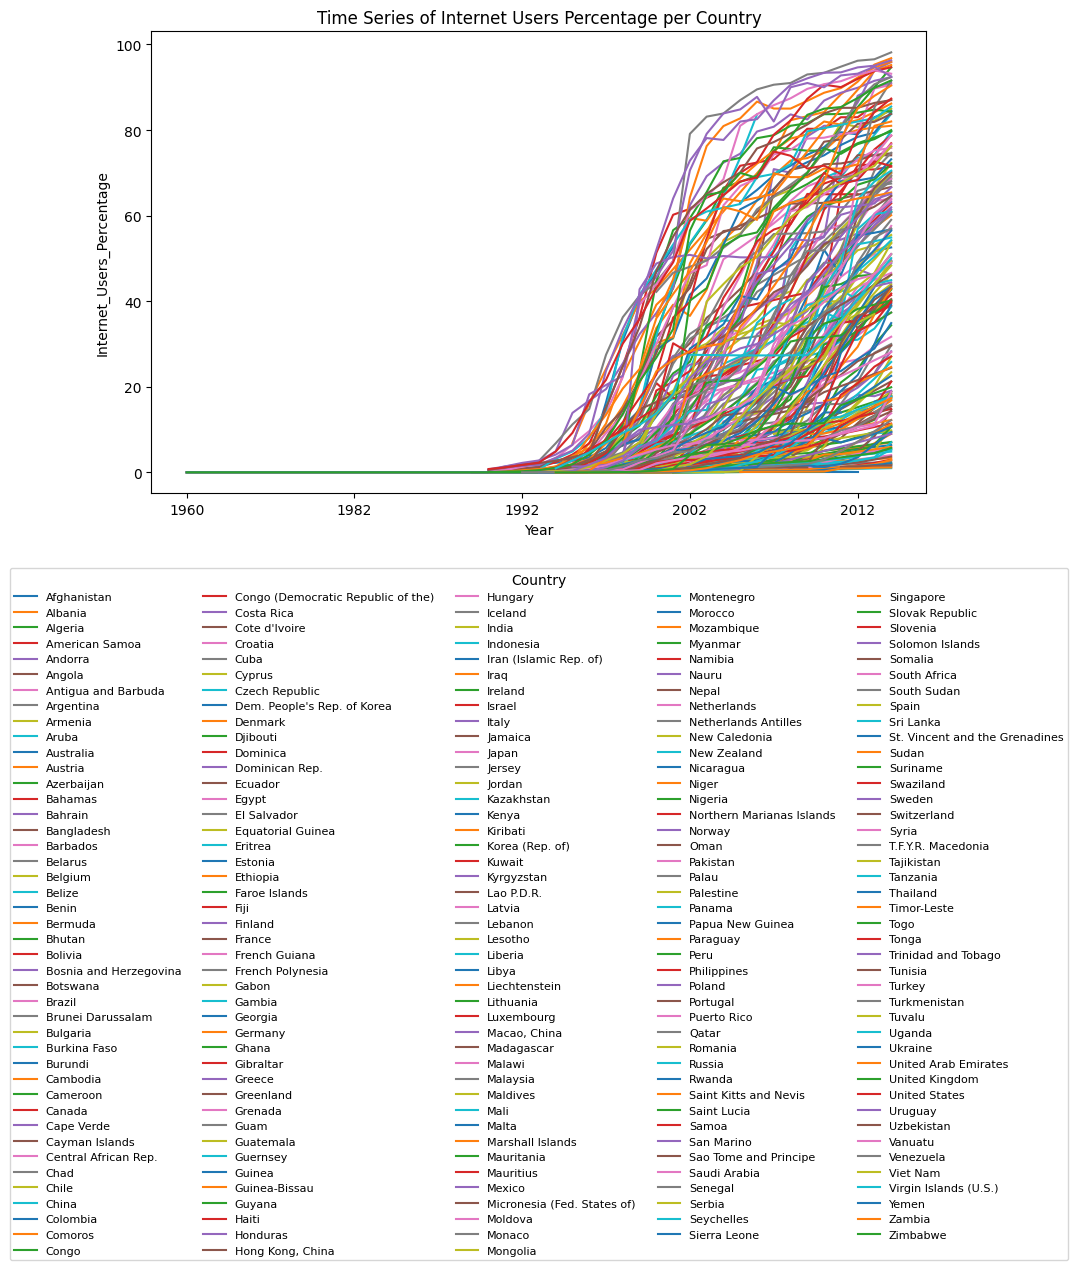 Time Series of Internet Users Percentage per Country
100
80
60
40
20
0
Internet_Users_Percentage
1960
1982
1992
2002
2012
Year
Country
Afghanistan
Albania
Algeria
American Samoa
Andorra
Angola
Antigua and Barbuda
Argentina
Armenia
Aruba
Australia
Austria
Azerbaijan
Bahamas
Bahrain
Bangladesh
Barbados
Belarus
Belgium
Belize
Benin
Bermuda
Bhutan
Bolivia
Bosnia and Herzegovina
Botswana
Brazil
Brunei Darussalam
Bulgaria
Burkina Faso
Burundi
Cambodia
Cameroon
Canada
Cape Verde
Cayman Islands
Central African Rep.
Chad
Chile
China
Colombia
Comoros
Congo
Congo (Democratic Republic of the)
Costa Rica
Cote d'Ivoire
Croatia
Cuba
Cyprus
Czech Republic
Dem. People's Rep. of Korea
Denmark
Djibouti
Dominica
Dominican Rep.
Ecuador
Egypt
El Salvador
Equatorial Guinea
Eritrea
Estonia
Ethiopia
Faroe Islands
Fiji
Finland
France
French Guiana
French Polynesia
Gabon
Gambia
Georgia
Germany
Ghana
Gibraltar
Greece
Greenland
Grenada
Guam
Guatemala
Guernsey
Guinea
Guinea-Bissau
Guyana
Haiti
Honduras
Hong Kong, China
Hungary
Iceland
India
Indonesia
Iran (Islamic Rep. of)
Iraq
Ireland
Israel
Italy
Jamaica
Japan
Jersey
Jordan
Kazakhstan
Kenya
Kiribati
Korea (Rep. of)
Kuwait
Kyrgyzstan
Lao P.D.R.
Latvia
Lebanon
Lesotho
Liberia
Libya
Liechtenstein
Lithuania
Luxembourg
Macao, China
Madagascar
Malawi
Malaysia
Maldives
Mali
Malta
Marshall Islands
Mauritania
Mauritius
Mexico
Micronesia (Fed. States of)
Moldova
Monaco
Mongolia
Montenegro
Morocco
Mozambique
Myanmar
Namibia
Nauru
Nepal
Netherlands
Netherlands Antilles
New Caledonia
New Zealand
Nicaragua
Niger
Nigeria
Northern Marianas Islands
Norway
Oman
Pakistan
Palau
Palestine
Panama
Papua New Guinea
Paraguay
Peru
Philippines
Poland
Portugal
Puerto Rico
Qatar
Romania
Russia
Rwanda
Saint Kitts and Nevis
Saint Lucia
Samoa
San Marino
Sao Tome and Principe
Saudi Arabia
Senegal
Serbia
Seychelles
Sierra Leone
Singapore
Slovak Republic
Slovenia
Solomon Islands
Somalia
South Africa
South Sudan
Spain
Sri Lanka
St. Vincent and the Grenadines
Sudan
Suriname
Swaziland
Sweden
Switzerland
Syria
T.F.Y.R. Macedonia
Tajikistan
Tanzania
Thailand
Timor-Leste
Togo
Tonga
Trinidad and Tobago
Tunisia
Turkey
Turkmenistan
Tuvalu
Uganda
Ukraine
United Arab Emirates
United Kingdom
United States
Uruguay
Uzbekistan
Vanuatu
Venezuela
Viet Nam
Virgin Islands (U.S.)
Yemen
Zambia
Zimbabwe